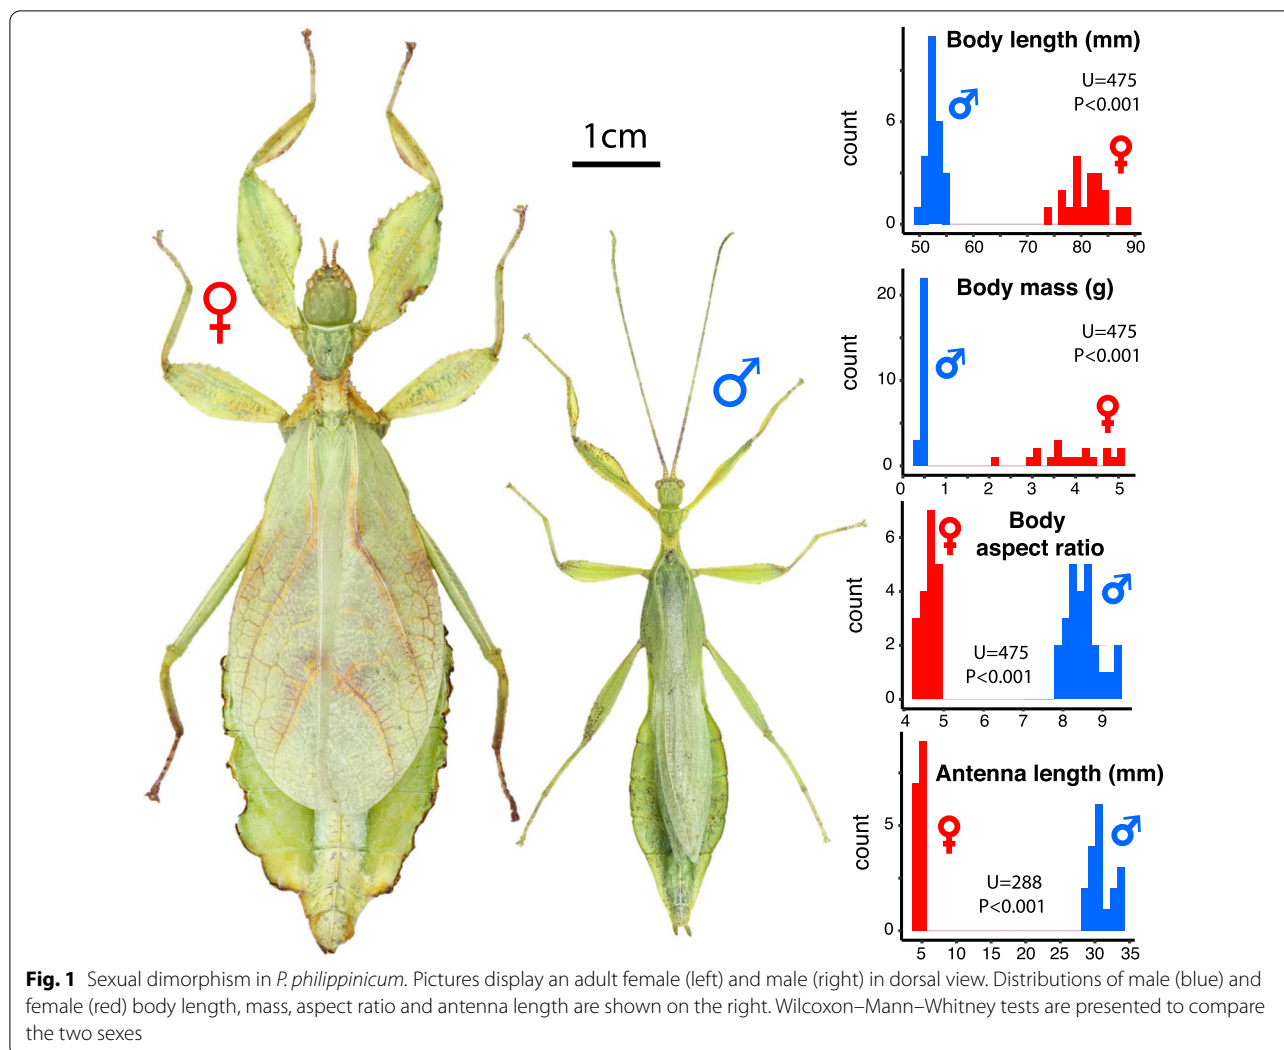 1cm
♀
♂
Body length (mm)
U=475
P<0.001
♂
♀
count
6
0
50 60 70 80 90
Body mass (g)
U=475
P<0.001
♂
♀
count
20
10
0
0 1 2 3 4 5
Body
aspect ratio
♀
♂
U=475
P<0.001
count
6
4
2
0
4 5 6 7 8 9
Antenna length (mm)
♀
♂
U=288
P<0.001
count
5
0
5 10 15 20 25 30 35
Fig. 1 Sexual dimorphism in P. philippinicum. Pictures display an adult female (left) and male (right) in dorsal view. Distributions of male (blue) and
female (red) body length, mass, aspect ratio and antenna length are shown on the right. Wilcoxon–Mann–Whitney tests are presented to compare
the two sexes